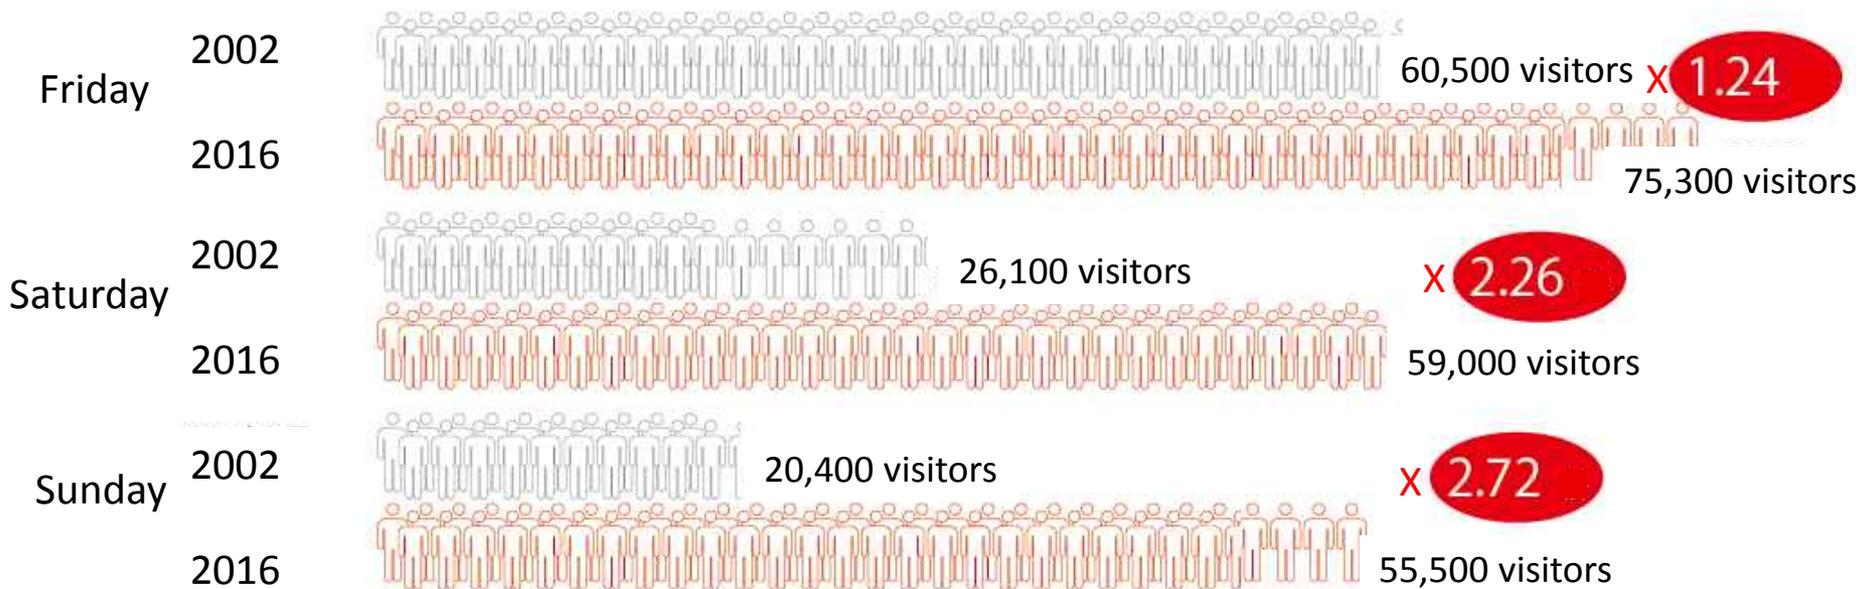 Friday
2002
60,500 visitors X 1.24
2016
75,300 visitors
Saturday
2002
26,100 visitors X 2.26
2016
59,000 visitors
Sunday
2002
20,400 visitors X 2.72
2016
55,500 visitors